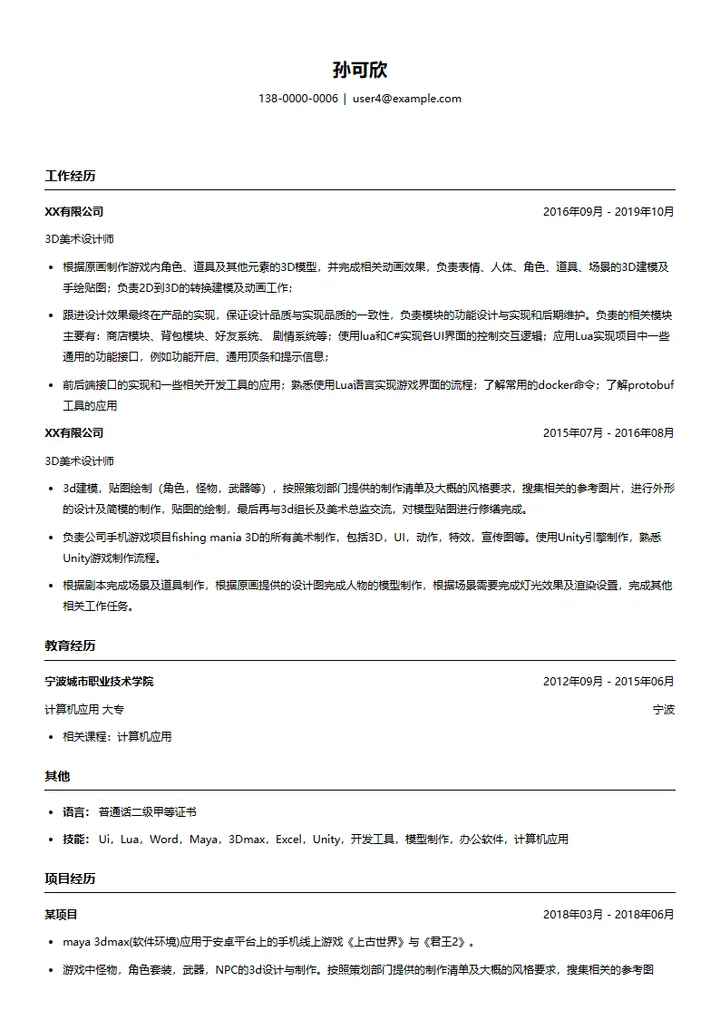 孙可欣
138-0000-0006 | user4@example.com
工作经历
XX有限公司 2016年09月 - 2019年10月
3D美术设计师
• 根据原画制作游戏内角色、道具及其他元素的3D模型，并完成相关动画效果，负责表情、人体、角色、道具、场景的3D建模及
手绘贴图；负责2D到3D的转换建模及动画工作；
• 跟进设计效果最终在产品的实现，保证设计品质与实现品质的一致性，负责模块的功能设计与实现和后期维护。负责的相关模块
主要有：商店模块、背包模块、好友系统、 剧情系统等；使用lua和C#实现各UI界面的控制交互逻辑；应用Lua实现项目中一些
通用的功能接口，例如功能开启、通用顶条和提示信息；
• 前后端接口的实现和一些相关开发工具的应用；熟悉使用Lua语言实现游戏界面的流程；了解常用的docker命令；了解protobuf
工具的应用
XX有限公司 2015年07月 - 2016年08月
3D美术设计师
• 3d建模，贴图绘制（角色，怪物，武器等），按照策划部门提供的制作清单及大概的风格要求，搜集相关的参考图片，进行外形
的设计及简模的制作，贴图的绘制，最后再与3d组长及美术总监交流，对模型贴图进行修缮完成。
• 负责公司手机游戏项目fishing mania 3D的所有美术制作，包括3D，UI，动作，特效，宣传图等。使用Unity引擎制作，熟悉
Unity游戏制作流程。
• 根据剧本完成场景及道具制作，根据原画提供的设计图完成人物的模型制作，根据场景需要完成灯光效果及渲染设置，完成其他
相关工作任务。
教育经历
宁波城市职业技术学院 2012年09月 - 2015年06月
计算机应用 大专 宁波
• 相关课程：计算机应用
其他
• 语言： 普通话二级甲等证书
• 技能： Ui，Lua，Word，Maya，3Dmax，Excel，Unity，开发工具，模型制作，办公软件，计算机应用
项目经历
某项目 2018年03月 - 2018年06月
• maya 3dmax(软件环境)应用于安卓平台上的手机线上游戏《上古世界》与《君王2》。
• 游戏中怪物，角色套装，武器，NPC的3d设计与制作。按照策划部门提供的制作清单及大概的风格要求，搜集相关的参考图